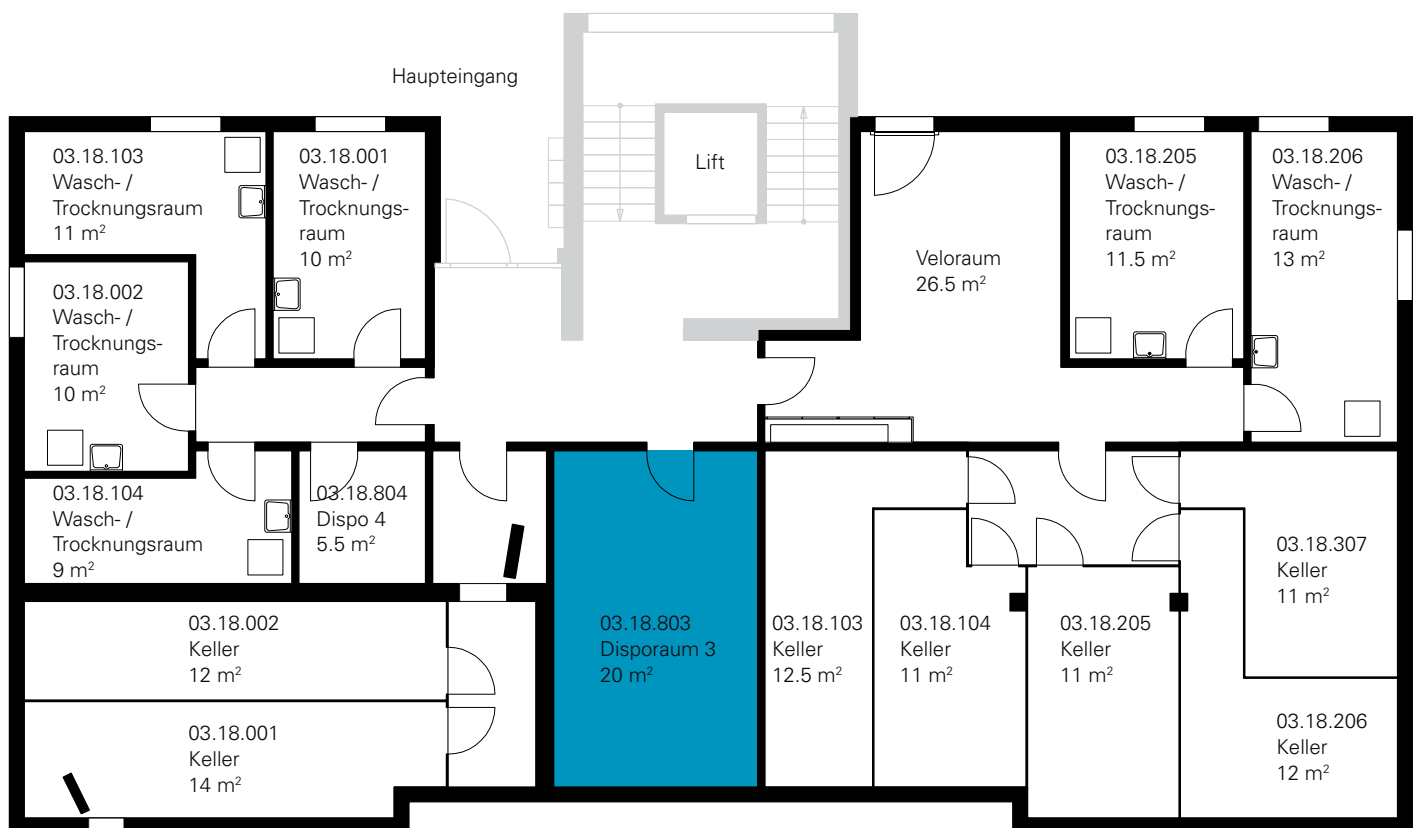 Haupteingang
Lift
03.18.103
Wasch- /
Trocknungsraum
11 m²
03.18.001
Wasch- /
Trocknungs-
raum
10 m²
03.18.002
Wasch- /
Trocknungs-
raum
10 m²
03.18.104
Wasch- /
Trocknungsraum
9 m²
03.18.804
Dispo 4
5.5 m²
Veloraum
26.5 m²
03.18.205
Wasch- /
Trocknungs-
raum
11.5 m²
03.18.206
Wasch- /
Trocknungs-
raum
13 m²
03.18.002
Keller
12 m²
03.18.001
Keller
14 m²
03.18.803
Disporaum 3
20 m²
03.18.103
Keller
12.5 m²
03.18.104
Keller
11 m²
03.18.205
Keller
11 m²
03.18.307
Keller
11 m²
03.18.206
Keller
12 m²